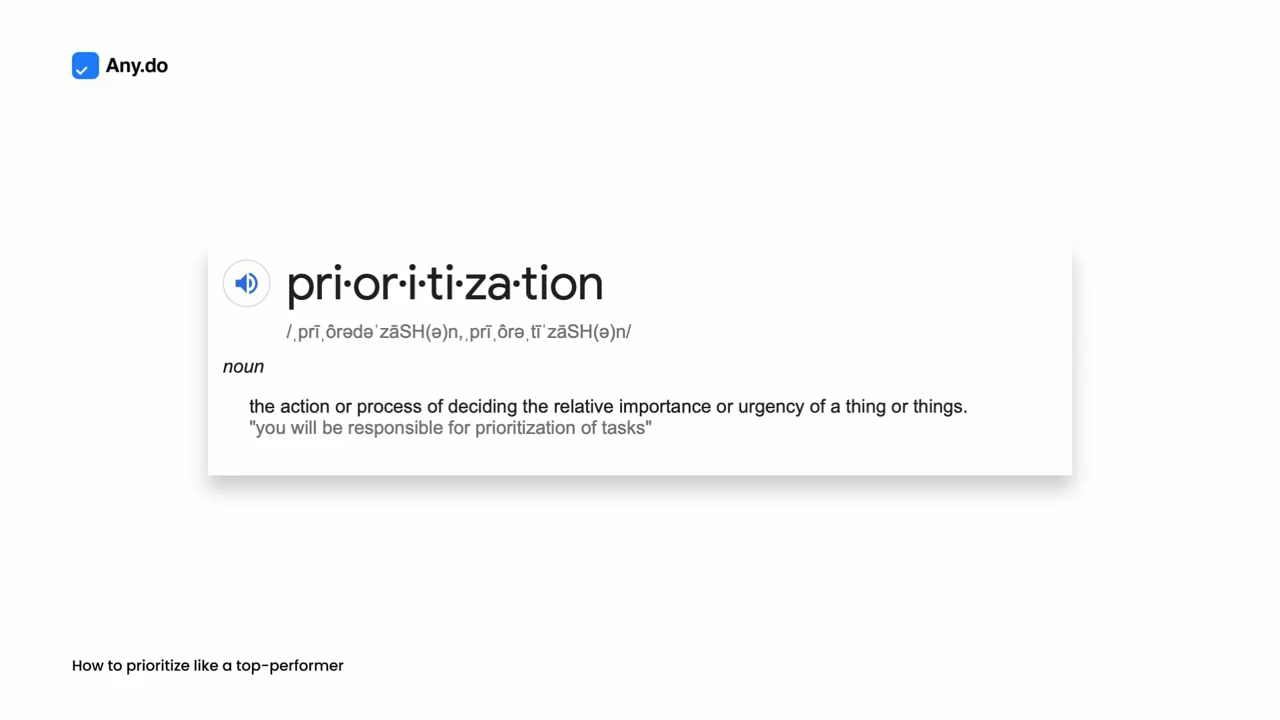 Any.do
pri·or·i·ti·za·tion
/ˌprīˌôrədəˈzāSH(ə)n,ˌprīˌôrəˌtīˈzāSH(ə)n/
noun
the action or process of deciding the relative importance or urgency of a thing or things.
"you will be responsible for prioritization of tasks"
How to prioritize like a top-performer